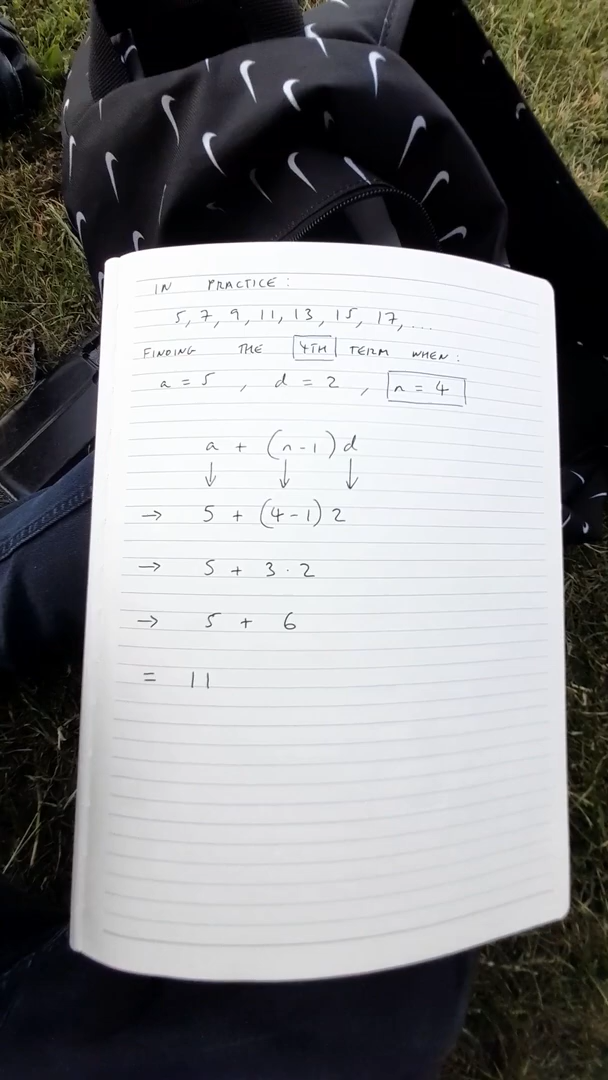 IN PRACTICE:
5, 7, 9, 11, 13, 15, 17, ...
FINDING THE 4TH TERM WHEN:
a = 5 , d = 2 , n = 4
a + (n - 1) d
↓ ↓ ↓
→ 5 + (4 - 1) 2
→ 5 + 3 · 2
→ 5 + 6
= 11